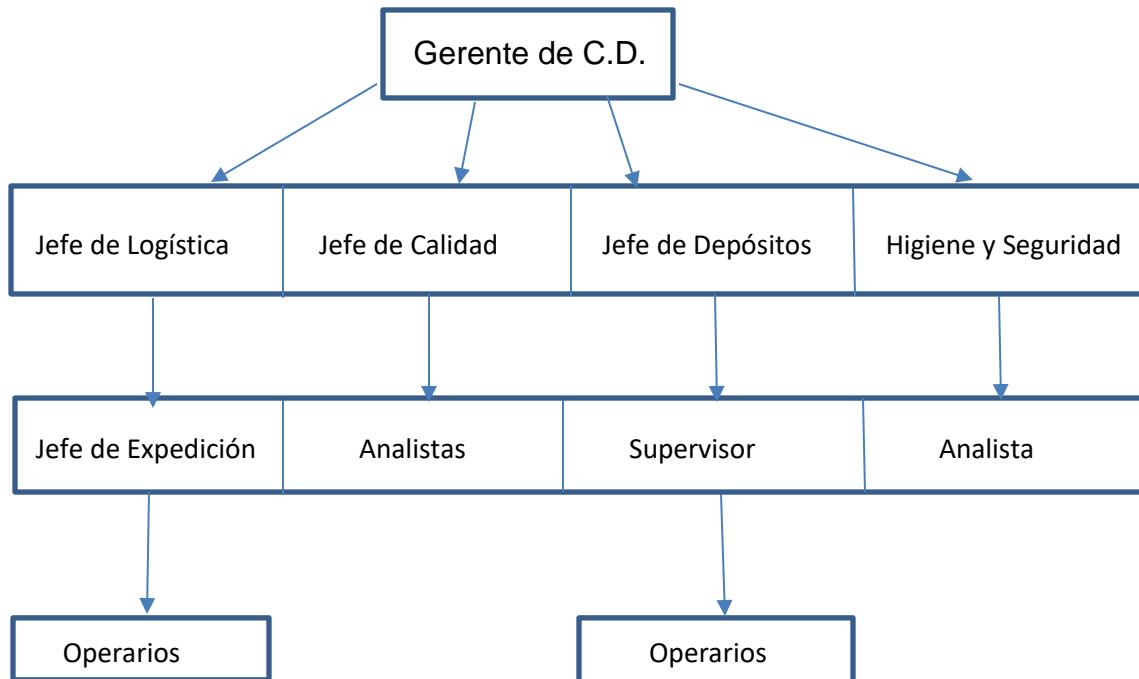 Gerente de C.D.
Jefe de Logística
Jefe de Calidad
Jefe de Depósitos
Higiene y Seguridad
Jefe de Expedición
Analistas
Supervisor
Analista
Operarios
Operarios